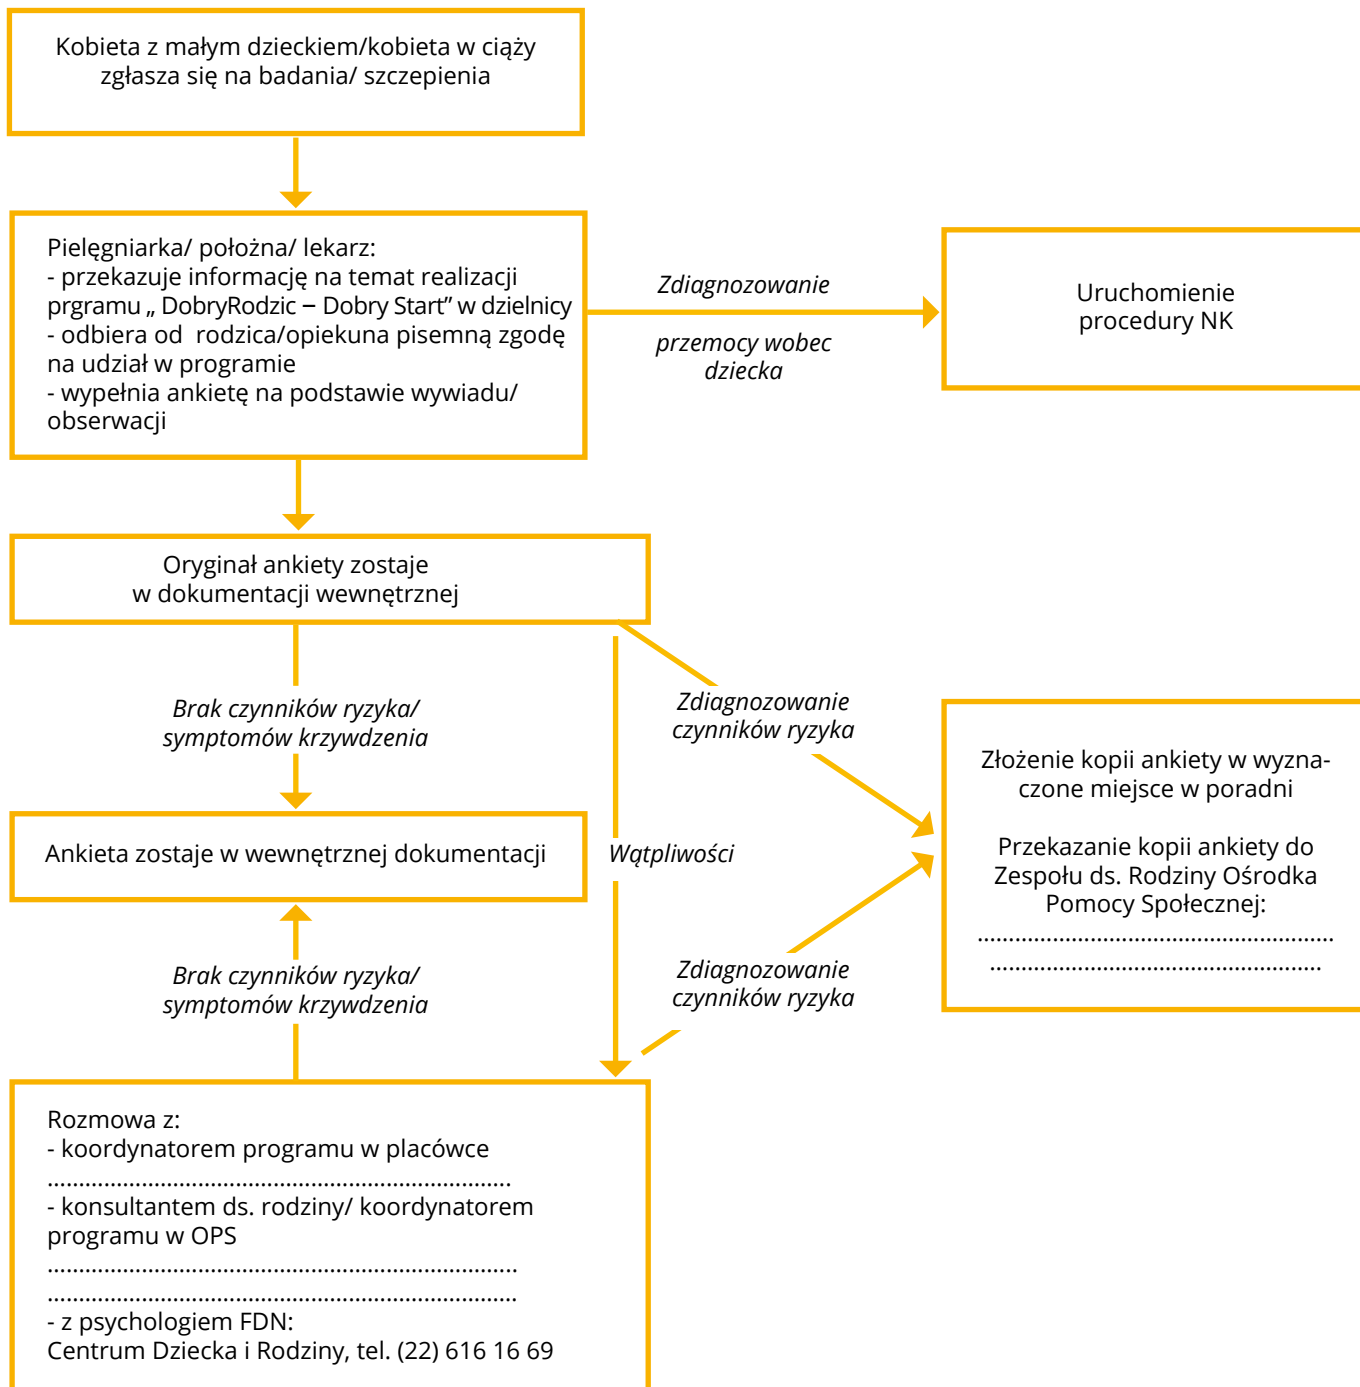 Kobieta z małym dzieckiem/kobieta w ciąży
zgłasza się na badania/ szczepienia
Pielęgniarka/ położna/ lekarz:
- przekazuje informację na temat realizacji
prgramu „ DobryRodzic – Dobry Start” w dzielnicy
- odbiera od  rodzica/opiekuna pisemną zgodę
na udział w programie
- wypełnia ankietę na podstawie wywiadu/
obserwacji
Zdiagnozowanie
przemocy wobec
dziecka
Uruchomienie
procedury NK
Oryginał ankiety zostaje
w dokumentacji wewnętrznej
Brak czynników ryzyka/
symptomów krzywdzenia
Zdiagnozowanie
czynników ryzyka
Złożenie kopii ankiety w wyzna-
czone miejsce w poradni
Przekazanie kopii ankiety do
Zespołu ds. Rodziny Ośrodka
Pomocy Społecznej:
.........................................................
.....................................................
Ankieta zostaje w wewnętrznej dokumentacji
Wątpliwości
Brak czynników ryzyka/
symptomów krzywdzenia
Zdiagnozowanie
czynników ryzyka
Rozmowa z:
- koordynatorem programu w placówce
..........................................................................
- konsultantem ds. rodziny/ koordynatorem
programu w OPS
...........................................................................
...........................................................................
- z psychologiem FDN:
Centrum Dziecka i Rodziny, tel. (22) 616 16 69